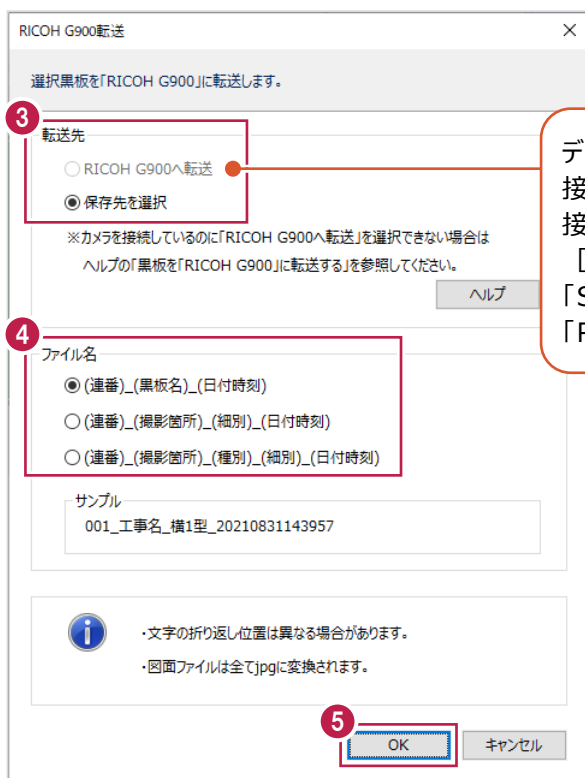 RICOH G900転送
選択黒板を「RICOH G900」に転送します。
3
転送先
RICOH G900へ転送
保存先を選択
※カメラを接続しているのに「RICOH G900へ転送」を選択できない場合は
ヘルプの「黒板を「RICOH G900」に転送する」を参照してください。
ヘルプ
デ
接
接
[
「S
「R
4
ファイル名
(連番)_(黒板名)_(日付時刻)
(連番)_(撮影箇所)_(細別)_(日付時刻)
(連番)_(撮影箇所)_(種別)_(細別)_(日付時刻)
サンプル
001_工事名_横1型_20210831143957
・文字の折り返し位置は異なる場合があります。
・図面ファイルは全てjpgに変換されます。
5
OK
キャンセル